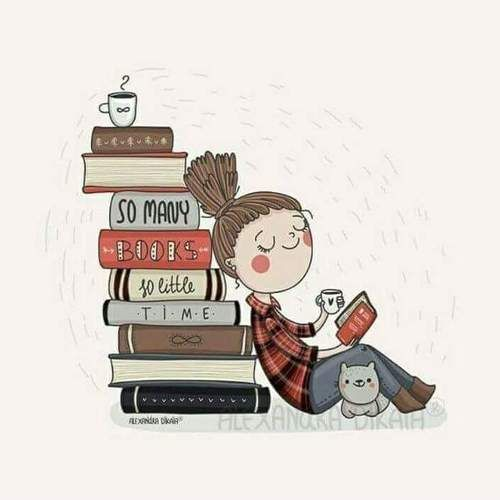 SO MANY
BOOKS
so little
T·I·M·E·
ALEXANDRA DIKAIA®
ALEXANDRA DIKAIA®